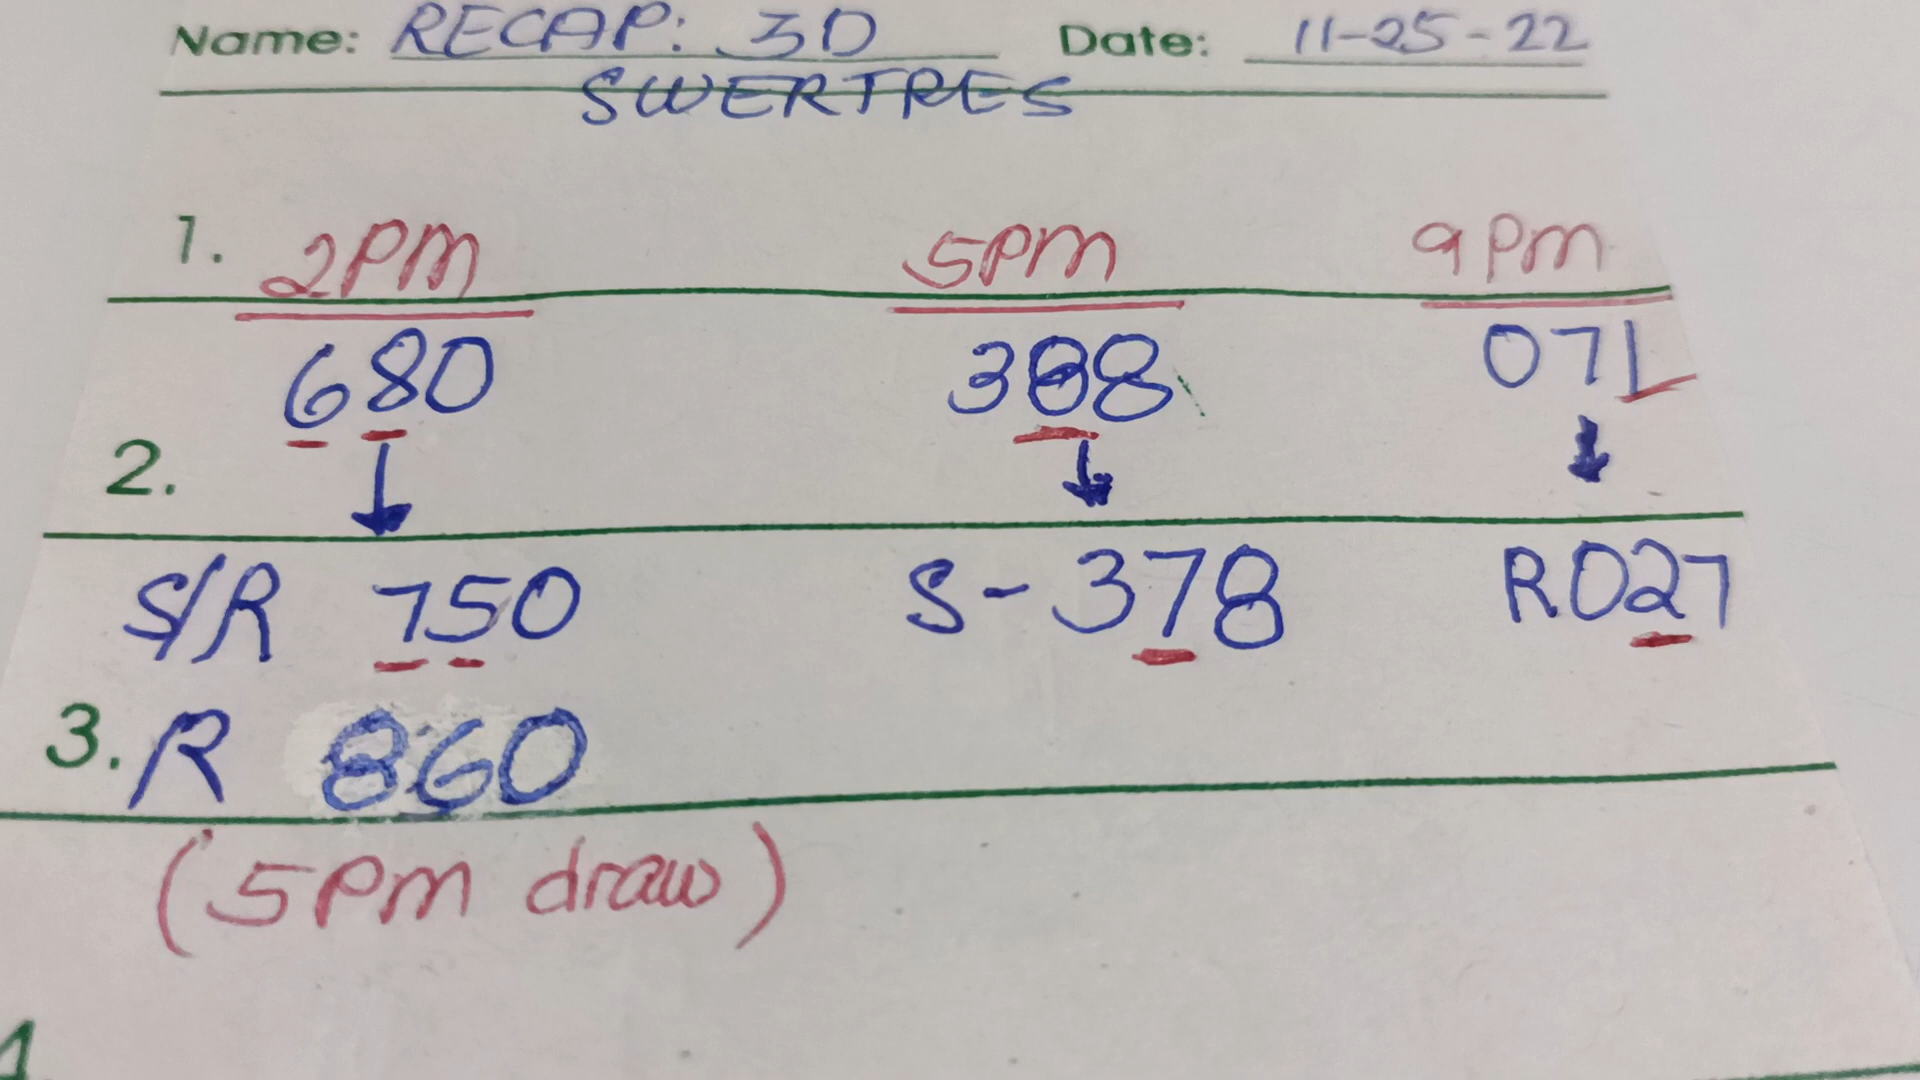 Name: RECAP: 3D Date: 11-25-22
SWERTRES
1. 2PM 5PM 9PM
680 388 071
2.
S/R 750 S-378 R027
3. R 860
(5PM draw)
4.